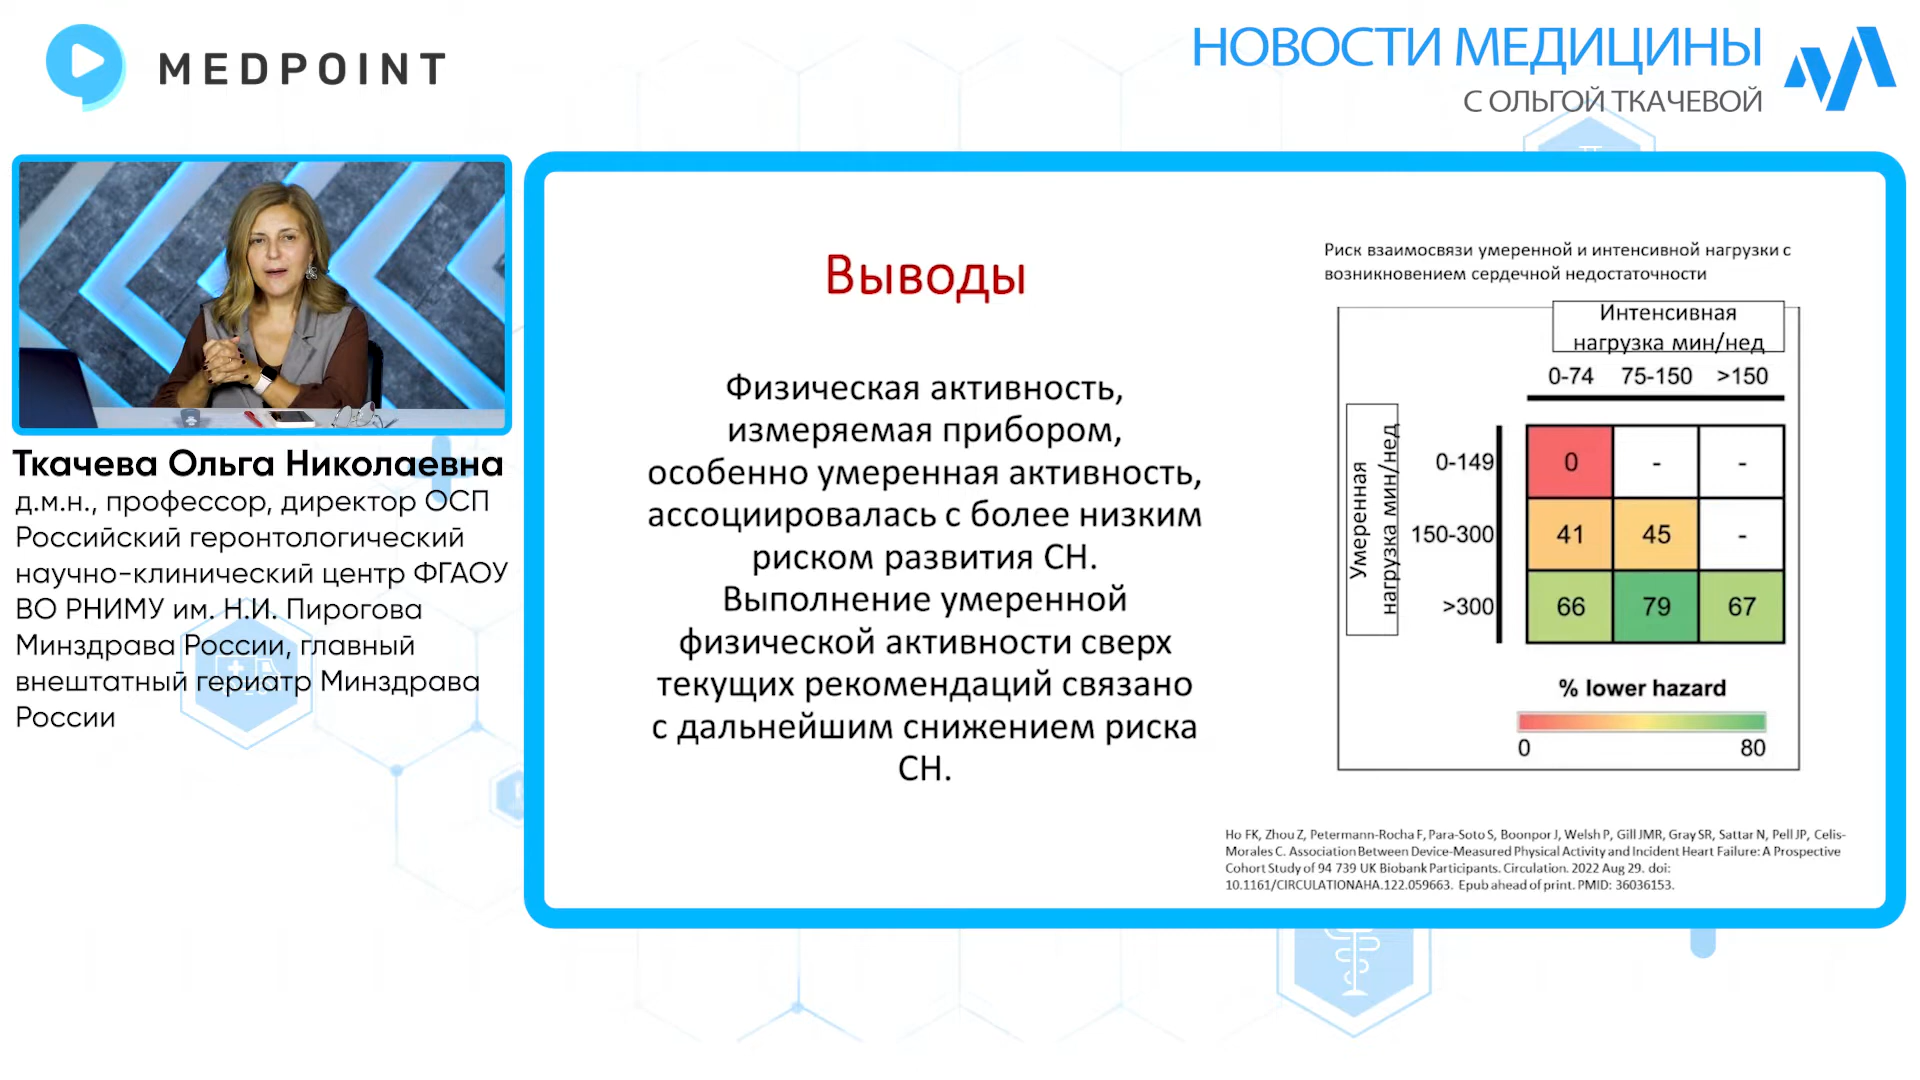 MEDPOINT
НОВОСТИ МЕДИЦИНЫ
С ОЛЬГОЙ ТКАЧЕВОЙ
Ткачева Ольга Николаевна
д.м.н., профессор, директор ОСП
Российский геронтологический
научно-клинический центр ФГАОУ
ВО РНИМУ им. Н.И. Пирогова
Минздрава России, главный
внештатный гериатр Минздрава
России
Выводы
Физическая активность,
измеряемая прибором,
особенно умеренная активность,
ассоциировалась с более низким
риском развития СН.
Выполнение умеренной
физической активности сверх
текущих рекомендаций связано
с дальнейшим снижением риска
СН.
Риск взаимосвязи умеренной и интенсивной нагрузки с
возникновением сердечной недостаточности
Интенсивная
нагрузка мин/нед
0-74 75-150 >150
Умеренная
нагрузка мин/нед
0-149 0 - -
150-300 41 45 -
>300 66 79 67
% lower hazard
0 80
Ho FK, Zhou Z, Petermann-Rocha F, Para-Soto S, Boonpor J, Welsh P, Gill JMR, Gray SR, Sattar N, Pell JP, Celis-
Morales C. Association Between Device-Measured Physical Activity and Incident Heart Failure: A Prospective
Cohort Study of 94 739 UK Biobank Participants. Circulation. 2022 Aug 29. doi:
10.1161/CIRCULATIONAHA.122.059663. Epub ahead of print. PMID: 36036153.